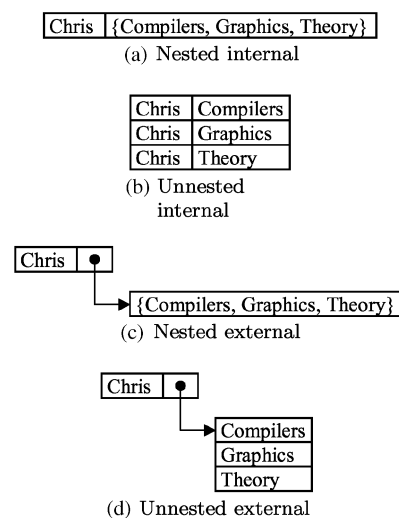 Chris {Compilers, Graphics, Theory}
(a) Nested internal
Chris Compilers
Chris Graphics
Chris Theory
(b) Unnested
internal
Chris
{Compilers, Graphics, Theory}
(c) Nested external
Chris
Compilers
Graphics
Theory
(d) Unnested external